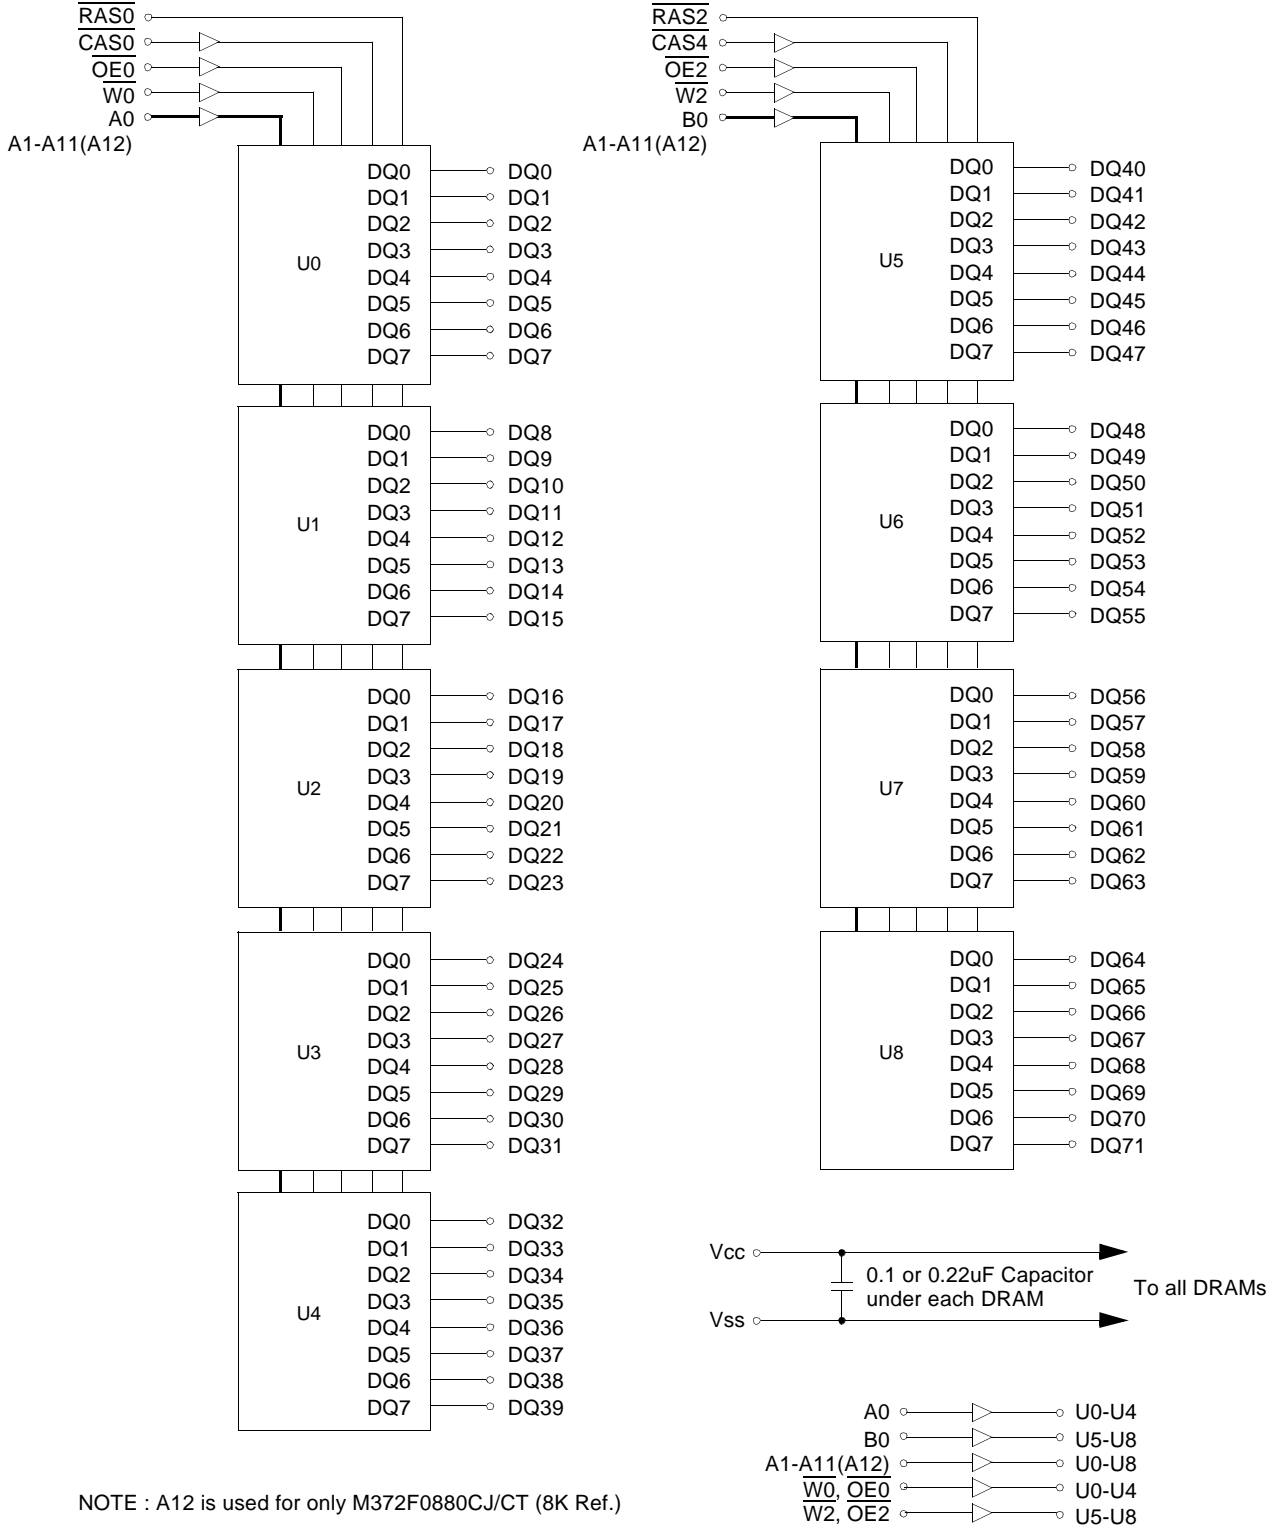 RAS0
CAS0
OE0
W0
A0
A1-A11(A12)
U0
DQ0 DQ0
DQ1 DQ1
DQ2 DQ2
DQ3 DQ3
DQ4 DQ4
DQ5 DQ5
DQ6 DQ6
DQ7 DQ7
U1
DQ0 DQ8
DQ1 DQ9
DQ2 DQ10
DQ3 DQ11
DQ4 DQ12
DQ5 DQ13
DQ6 DQ14
DQ7 DQ15
U2
DQ0 DQ16
DQ1 DQ17
DQ2 DQ18
DQ3 DQ19
DQ4 DQ20
DQ5 DQ21
DQ6 DQ22
DQ7 DQ23
U3
DQ0 DQ24
DQ1 DQ25
DQ2 DQ26
DQ3 DQ27
DQ4 DQ28
DQ5 DQ29
DQ6 DQ30
DQ7 DQ31
U4
DQ0 DQ32
DQ1 DQ33
DQ2 DQ34
DQ3 DQ35
DQ4 DQ36
DQ5 DQ37
DQ6 DQ38
DQ7 DQ39
NOTE : A12 is used for only M372F0880CJ/CT (8K Ref.)
RAS2
CAS4
OE2
W2
B0
A1-A11(A12)
U5
DQ0 DQ40
DQ1 DQ41
DQ2 DQ42
DQ3 DQ43
DQ4 DQ44
DQ5 DQ45
DQ6 DQ46
DQ7 DQ47
U6
DQ0 DQ48
DQ1 DQ49
DQ2 DQ50
DQ3 DQ51
DQ4 DQ52
DQ5 DQ53
DQ6 DQ54
DQ7 DQ55
U7
DQ0 DQ56
DQ1 DQ57
DQ2 DQ58
DQ3 DQ59
DQ4 DQ60
DQ5 DQ61
DQ6 DQ62
DQ7 DQ63
U8
DQ0 DQ64
DQ1 DQ65
DQ2 DQ66
DQ3 DQ67
DQ4 DQ68
DQ5 DQ69
DQ6 DQ70
DQ7 DQ71
Vcc
0.1 or 0.22uF Capacitor
under each DRAM
To all DRAMs
Vss
A0 U0-U4
B0 U5-U8
A1-A11(A12) U0-U8
W0, OE0 U0-U4
W2, OE2 U5-U8